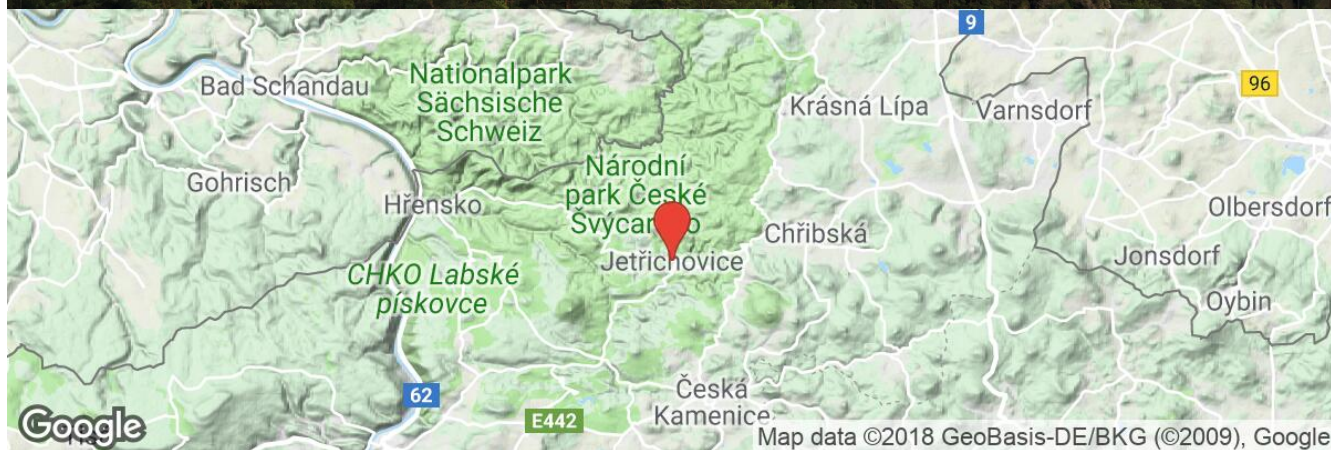 9
Bad Schandau
Nationalpark
Sächsische
Schweiz
Krásná Lípa
Varnsdorf
96
Gohrisch
Hřensko
Národní
park České
Chřibská
Olbersdorf
Jetřichovice
Jonsdorf
CHKO Labské
pískovce
Oybin
62
E442
Česká
Kamenice
Google
Map data ©2018 GeoBasis-DE/BKG (©2009), Google